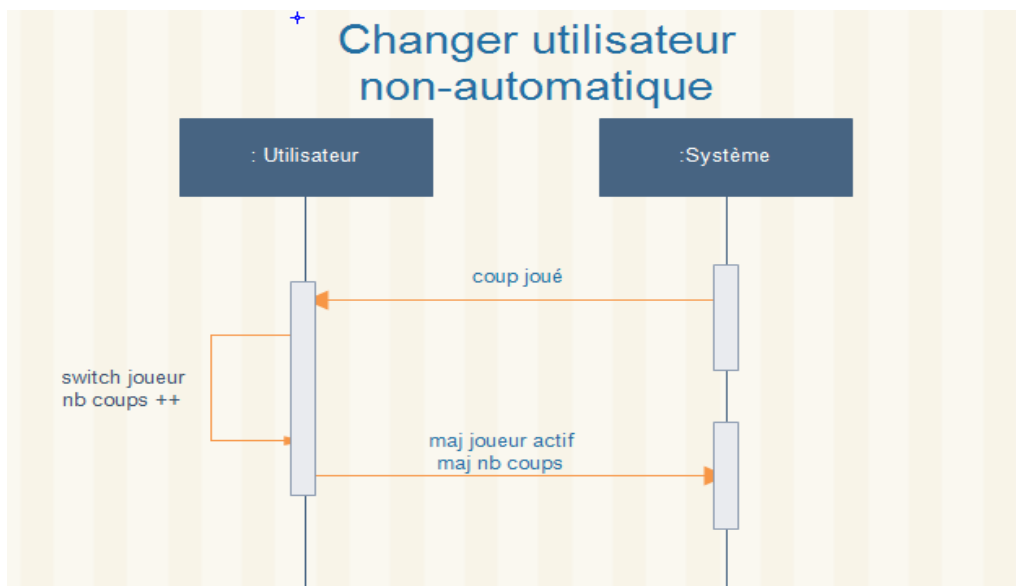 Changer utilisateur
non-automatique
: Utilisateur
:Système
coup joué
switch joueur
nb coups ++
maj joueur actif
maj nb coups